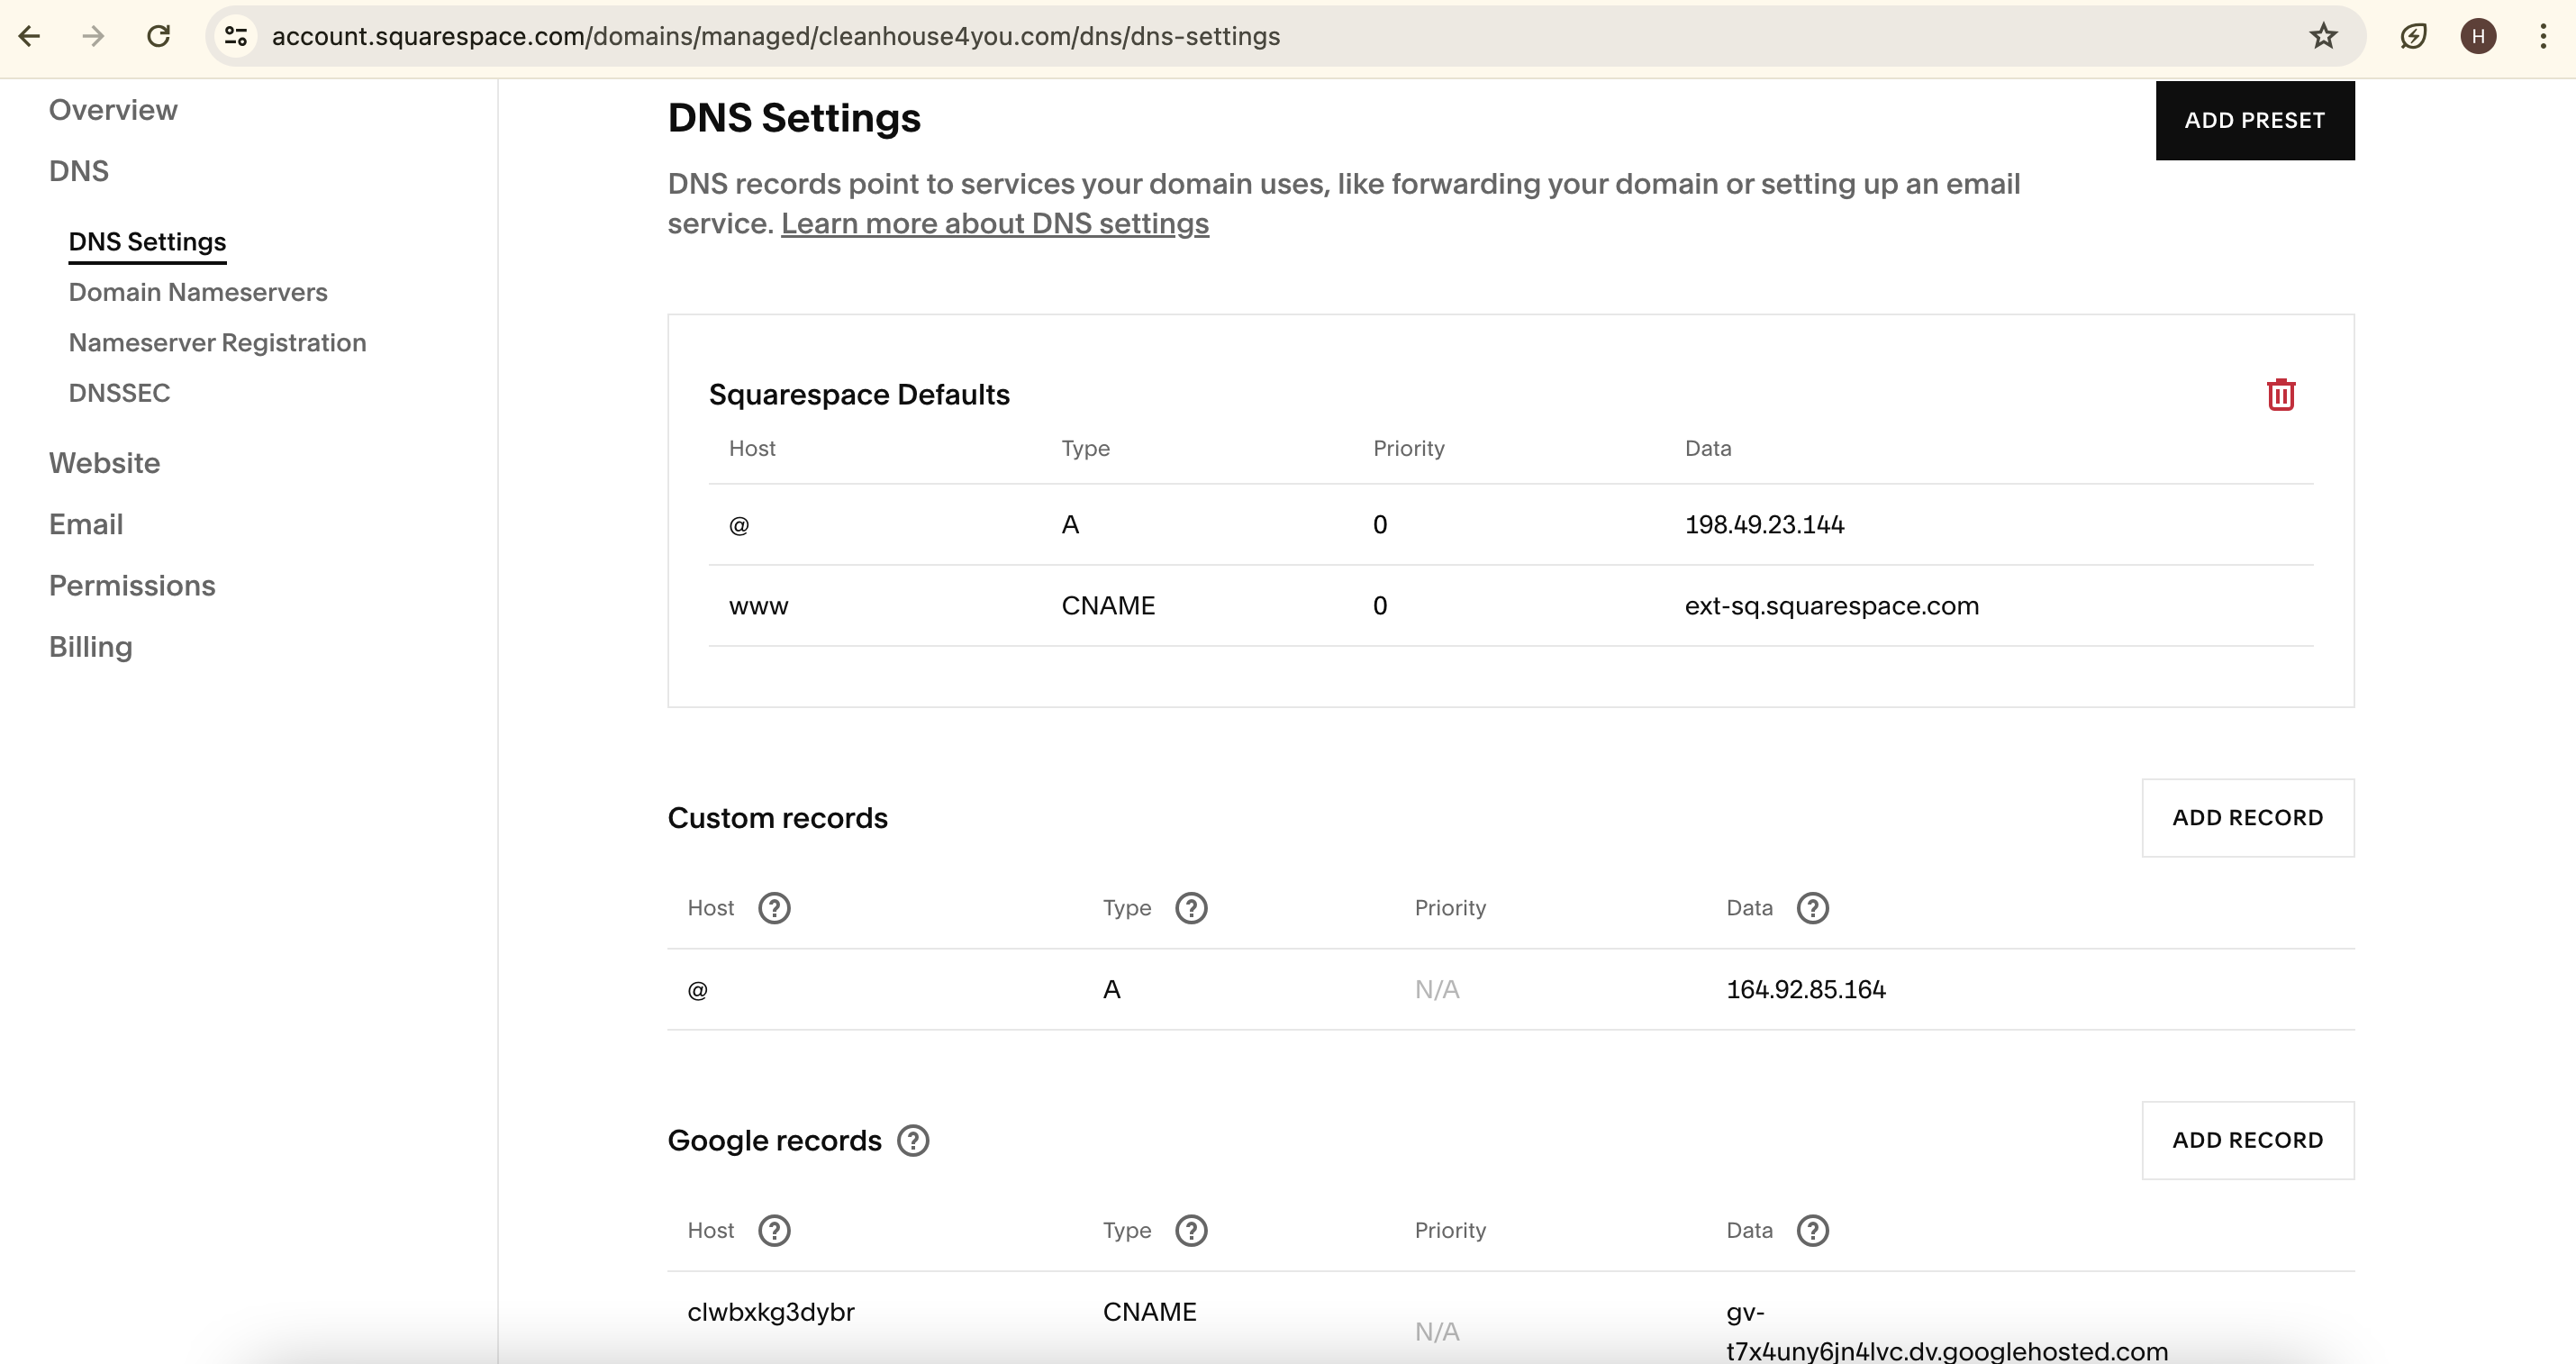 account.squarespace.com/domains/managed/cleanhouse4you.com/dns/dns-settings
H
Overview
DNS
DNS Settings
Domain Nameservers
Nameserver Registration
DNSSEC
Website
Email
Permissions
Billing
DNS Settings
ADD PRESET
DNS records point to services your domain uses, like forwarding your domain or setting up an email
service. Learn more about DNS settings
Squarespace Defaults
Host Type Priority Data
@ A 0 198.49.23.144
www CNAME 0 ext-sq.squarespace.com
Custom records
ADD RECORD
Host ? Type ? Priority Data ?
@ A N/A 164.92.85.164
Google records ?
ADD RECORD
Host ? Type ? Priority Data ?
clwbxkg3dybr CNAME N/A gv-
t7x4uny6jn4lvc.dv.googlehosted.com